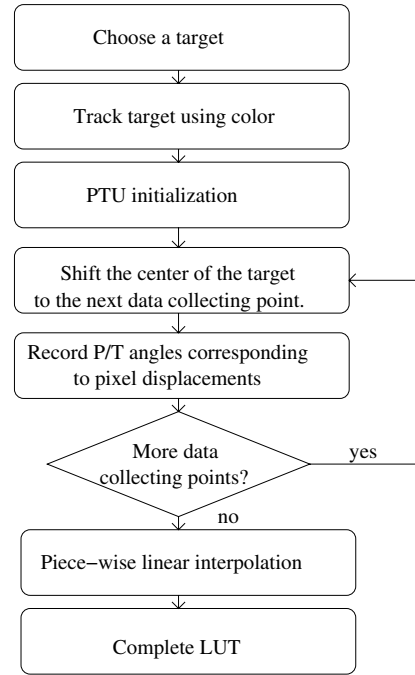 Choose a target
Track target using color
PTU initialization
Shift the center of the target
to the next data collecting point.
Record P/T angles corresponding
to pixel displacements
More data
collecting points?
yes
no
Piece−wise linear interpolation
Complete LUT